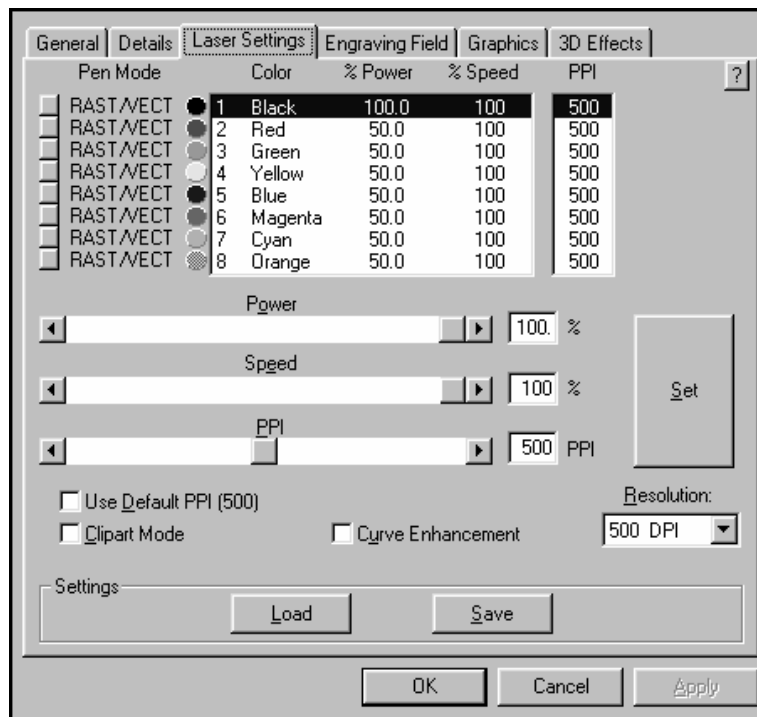 General Details Laser Settings Engraving Field Graphics 3D Effects
Pen Mode Color % Power % Speed PPI ?
RAST/VECT 1 Black 100.0 100 500
RAST/VECT 2 Red 50.0 100 500
RAST/VECT 3 Green 50.0 100 500
RAST/VECT 4 Yellow 50.0 100 500
RAST/VECT 5 Blue 50.0 100 500
RAST/VECT 6 Magenta 50.0 100 500
RAST/VECT 7 Cyan 50.0 100 500
RAST/VECT 8 Orange 50.0 100 500
Power
100. %
Speed
100 %
Set
PPI
500 PPI
Use Default PPI (500)
Resolution:
Clipart Mode Curve Enhancement 500 DPI
Settings
Load Save
OK Cancel Apply